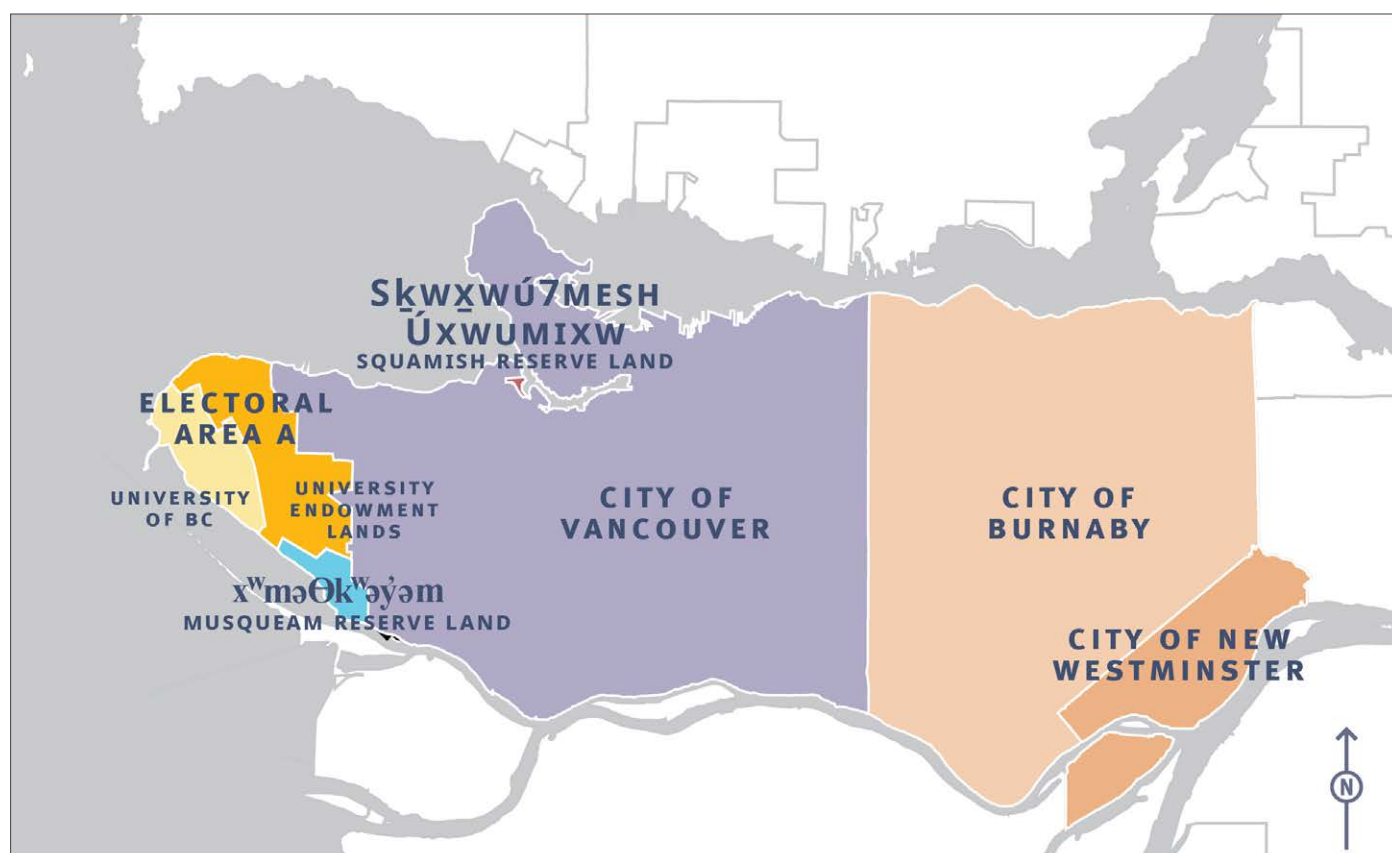 Sḵwx̱wú7mesh
Úxwumixw
SQUAMISH RESERVE LAND
ELECTORAL
AREA A
UNIVERSITY
OF BC
UNIVERSITY
ENDOWMENT
LANDS
CITY OF
VANCOUVER
CITY OF
BURNABY
xʷməθkʷəy̓əm
MUSQUEAM RESERVE LAND
CITY OF NEW
WESTMINSTER
N